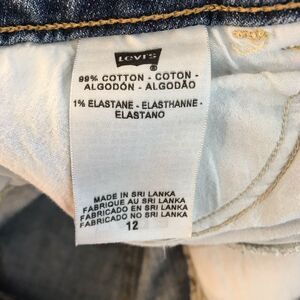 Levi's
®
99% COTTON - COTON -
ALGODÓN - ALGODÃO
1% ELASTANE - ELASTHANNE -
ELASTANO
MADE IN SRI LANKA
FABRIQUE AU SRI LANKA
FABRICADO EN SRI LANKA
FABRICADO NO SRI LANKA
12